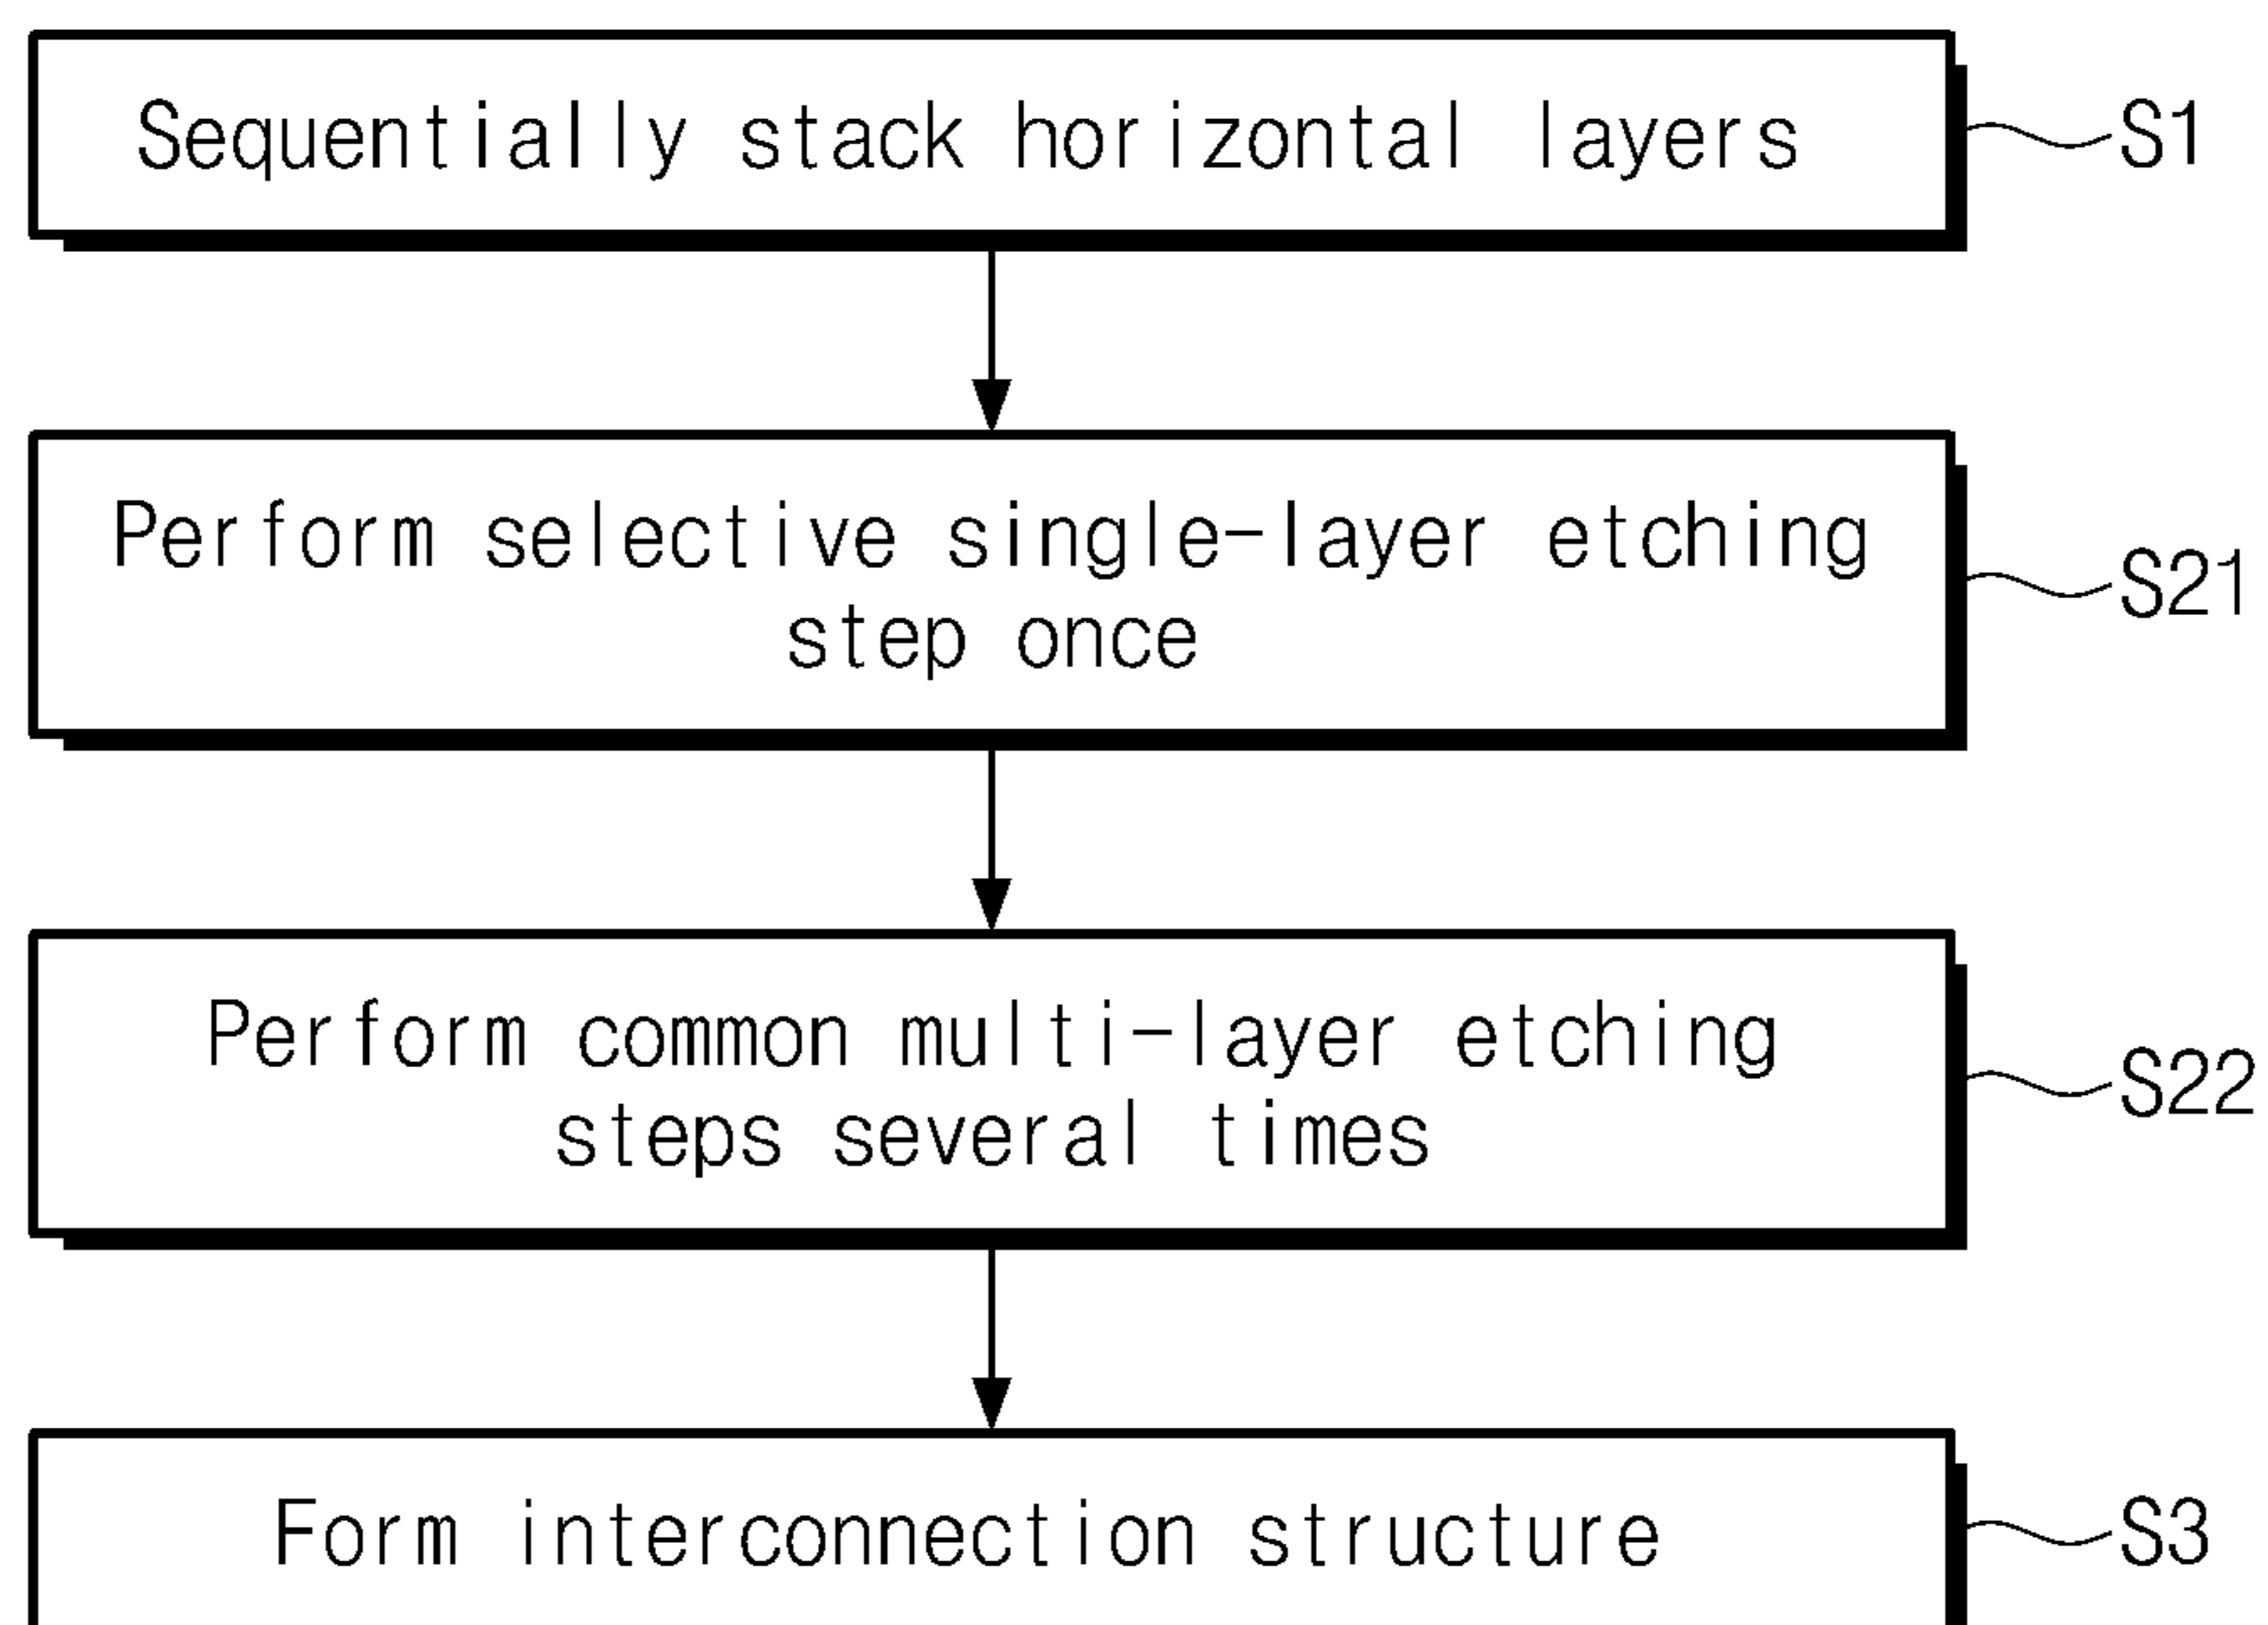 Sequentially stack horizontal layers
S1
Perform selective single-layer etching
step once
S21
Perform common multi-layer etching
steps several times
S22
Form interconnection structure
S3